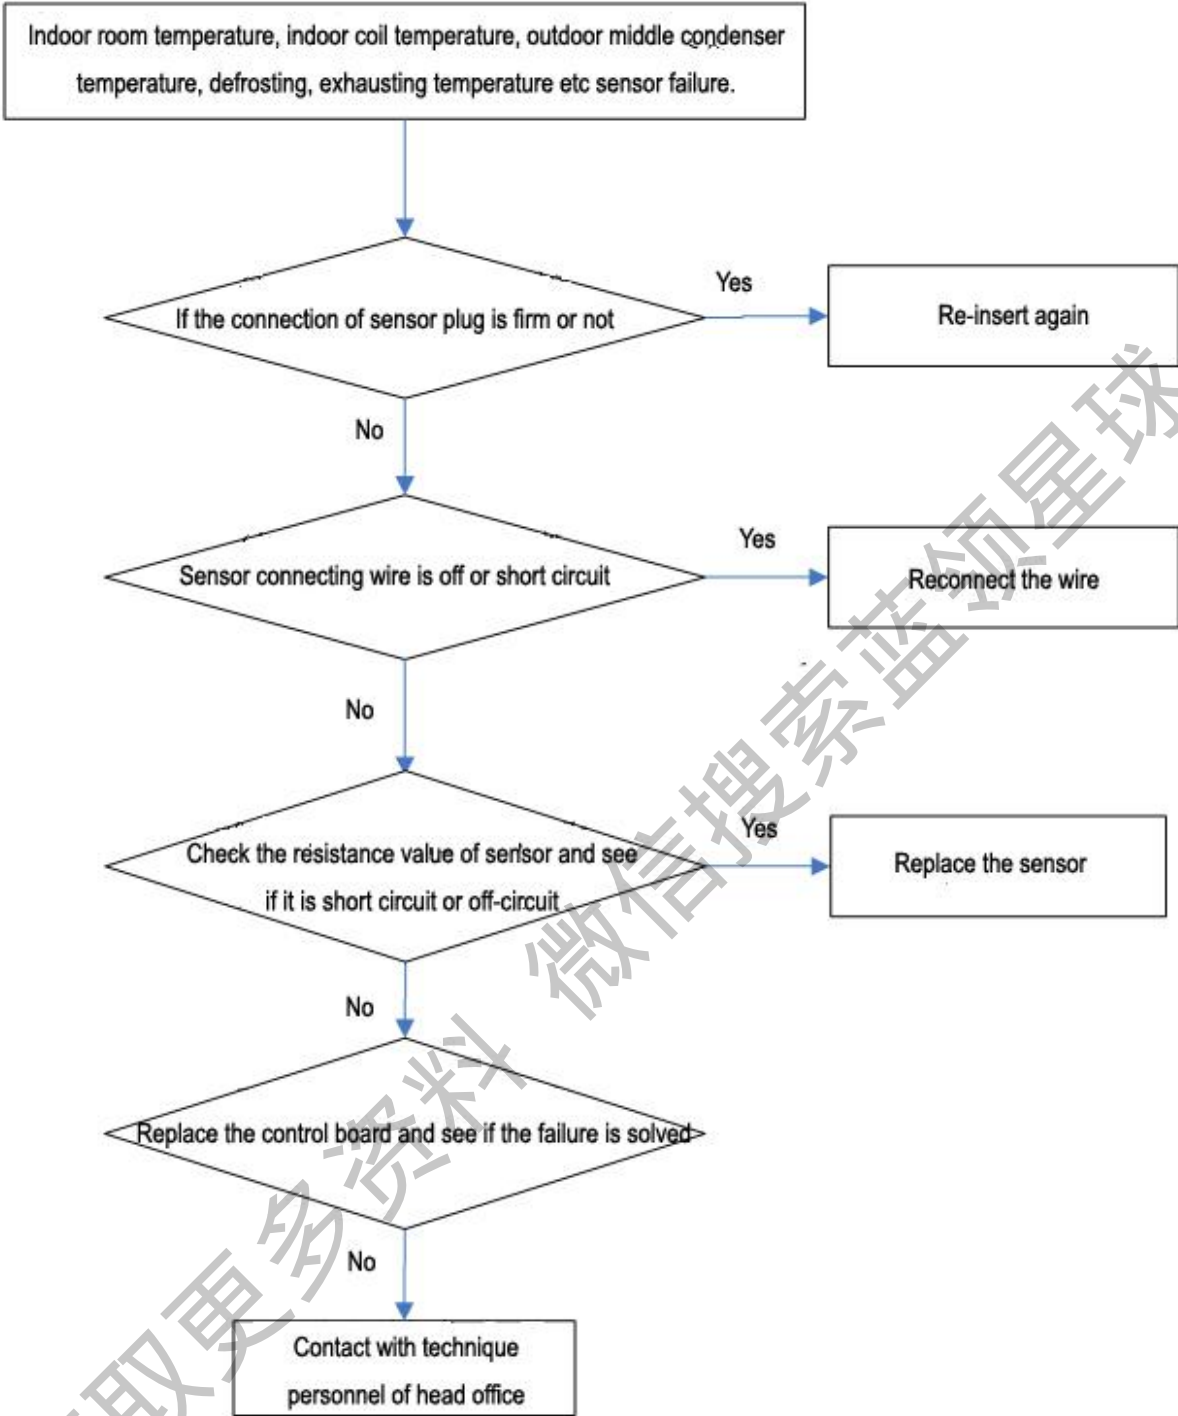 Indoor room temperature, indoor coil temperature, outdoor middle condenser
temperature, defrosting, exhausting temperature etc sensor failure.
If the connection of sensor plug is firm or not
Yes
Re-insert again
No
Sensor connecting wire is off or short circuit
Yes
Reconnect the wire
No
Check the resistance value of sensor and see
if it is short circuit or off-circuit
Yes
Replace the sensor
No
Replace the control board and see if the failure is solved
No
Contact with technique
personnel of head office
取更多资料 微信搜索蓝领星球